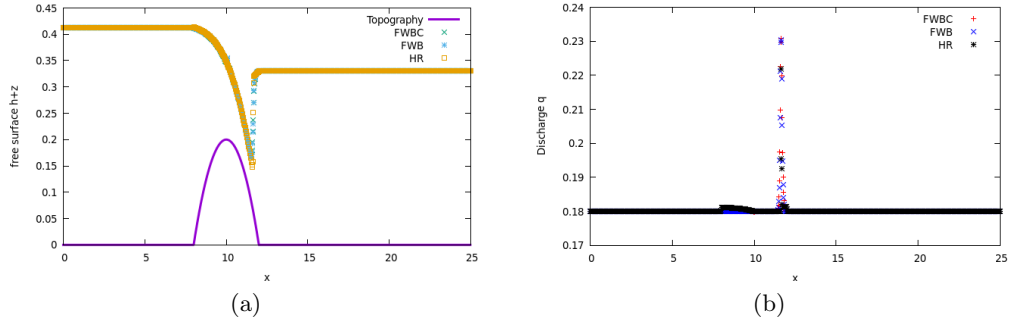 0.45
0.4
0.35
0.3
0.25
0.2
0.15
0.1
0.05
0
0 5 10 15 20 25
x
free surface h+z
Topography
FWBC
FWB
HR
(a)
0.24
0.23
0.22
0.21
0.2
0.19
0.18
0.17
0 5 10 15 20 25
x
Discharge q
FWBC
FWB
HR
(b)